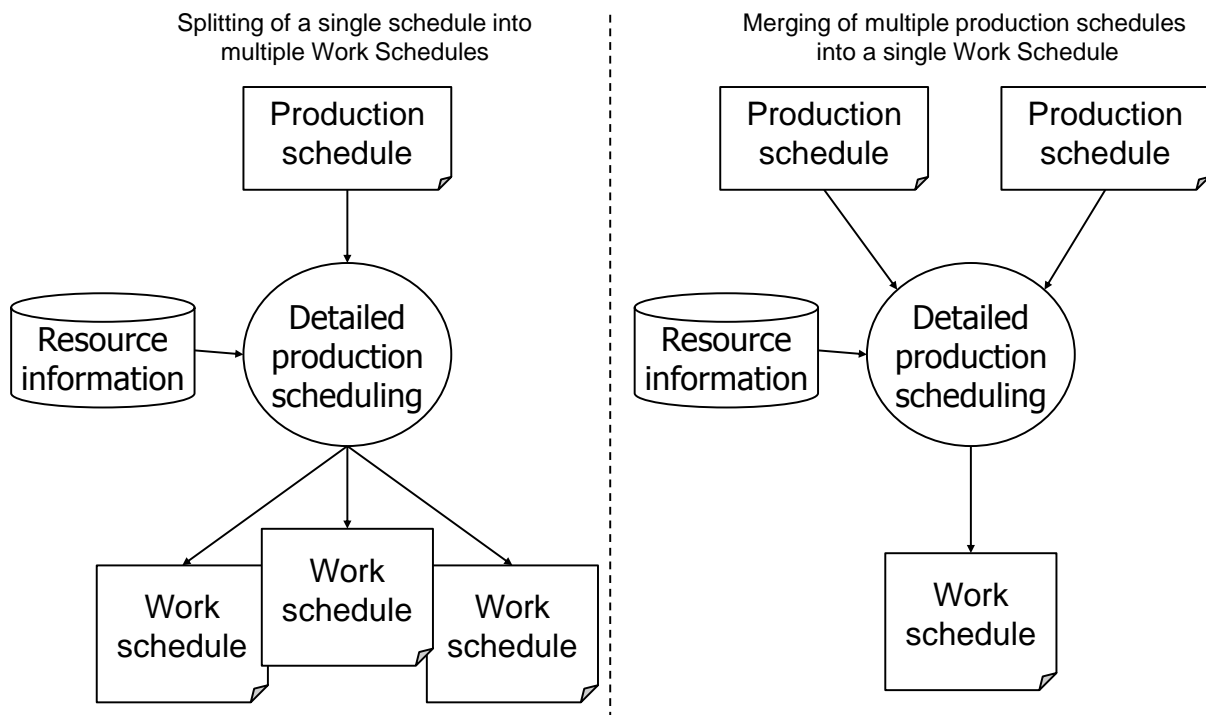 Splitting of a single schedule into
multiple Work Schedules
Production
schedule
Resource
information
Detailed
production
scheduling
Work
schedule
Work
schedule
Work
schedule
Merging of multiple production schedules
into a single Work Schedule
Production
schedule
Production
schedule
Resource
information
Detailed
production
scheduling
Work
schedule